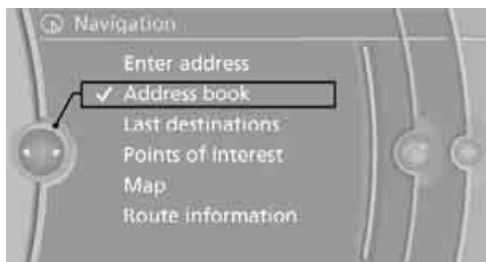 Navigation
Enter address
Address book
Last destinations
Points of Interest
Map
Route information